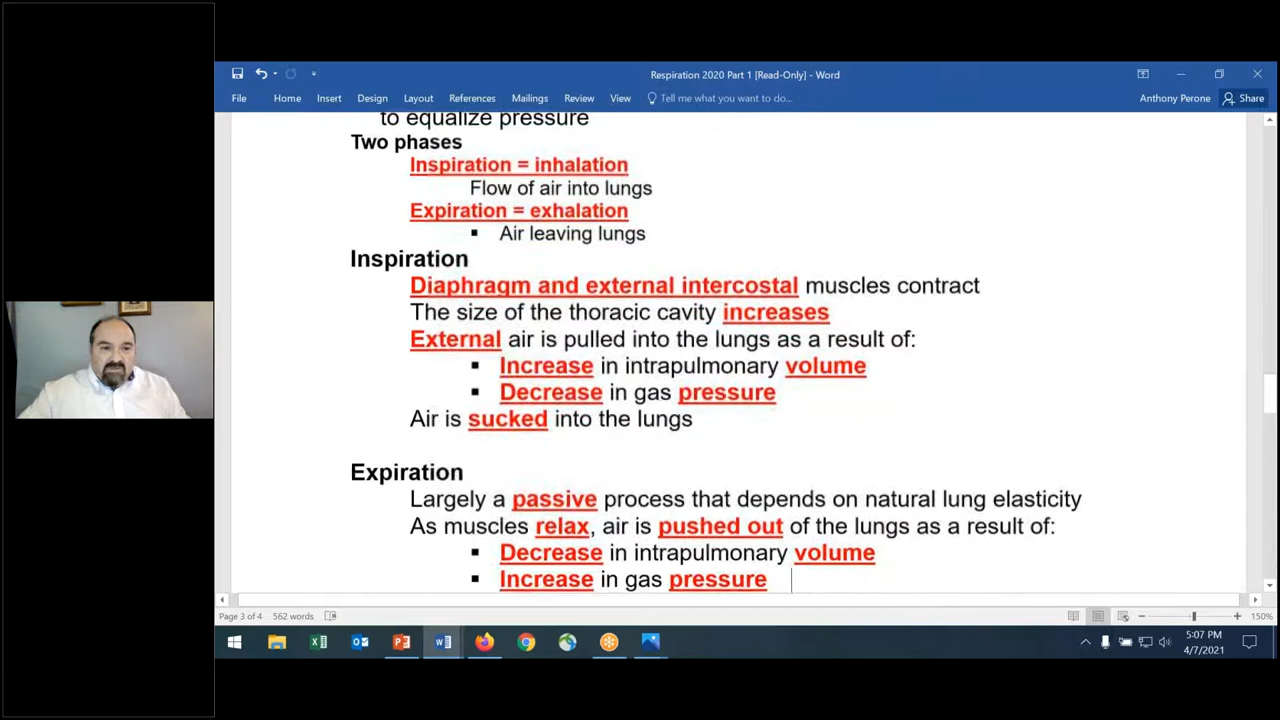 Respiration 2020 Part 1 [Read-Only] - Word
File Home Insert Design Layout References Mailings Review View Tell me what you want to do... Anthony Perone Share
to equalize pressure
Two phases
Inspiration = inhalation
Flow of air into lungs
Expiration = exhalation
▪ Air leaving lungs
Inspiration
Diaphragm and external intercostal muscles contract
The size of the thoracic cavity increases
External air is pulled into the lungs as a result of:
▪ Increase in intrapulmonary volume
▪ Decrease in gas pressure
Air is sucked into the lungs
Expiration
Largely a passive process that depends on natural lung elasticity
As muscles relax, air is pushed out of the lungs as a result of:
▪ Decrease in intrapulmonary volume
▪ Increase in gas pressure
Page 3 of 4 562 words 150%
5:07 PM
4/7/2021